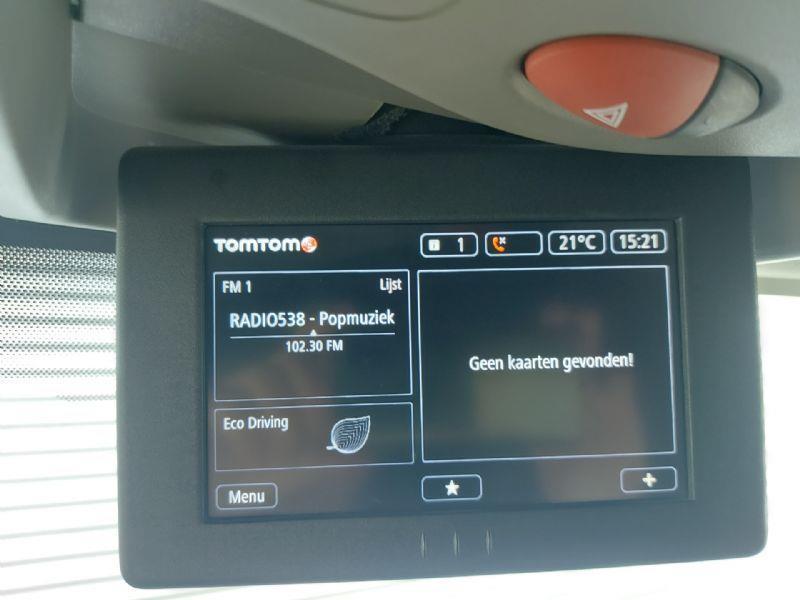 TOMTOM
1
21°C
15:21
FM 1
Lijst
RADIO538 - Popmuziek
102.30 FM
Geen kaarten gevonden!
Eco Driving
Menu